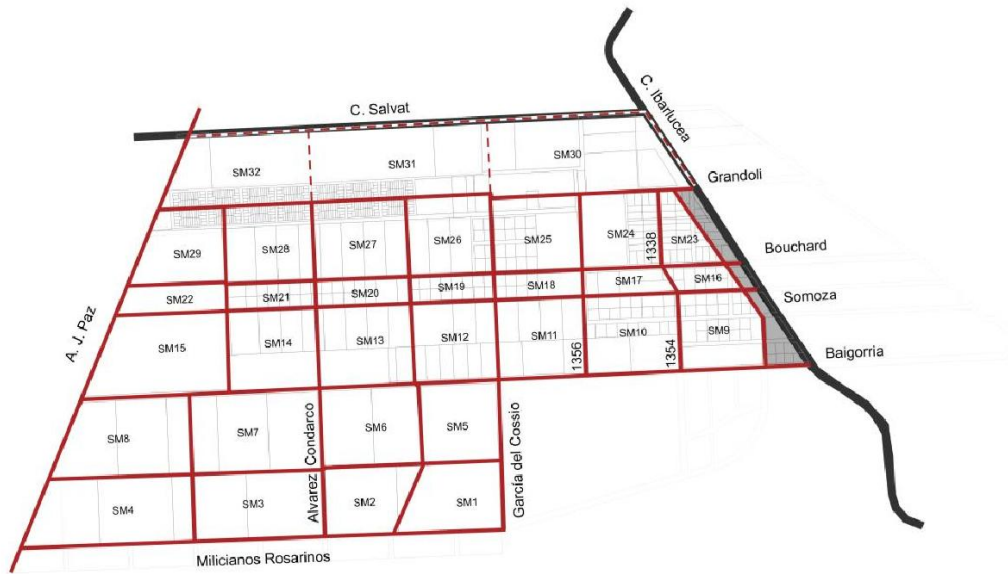 C. Salvat
C. Ibarlucea
SM32
SM31
SM30
Grandoli
SM29
SM28
SM27
SM26
SM25
SM24
1338
SM23
Bouchard
SM22
SM21
SM20
SM19
SM18
SM17
SM16
Somoza
A. J. Paz
SM15
SM14
SM13
SM12
SM11
1356
SM10
1354
SM9
Baigorria
SM8
SM7
Alvarez Condarco
SM6
SM5
García del Cossio
SM4
SM3
SM2
SM1
Milicianos Rosarinos